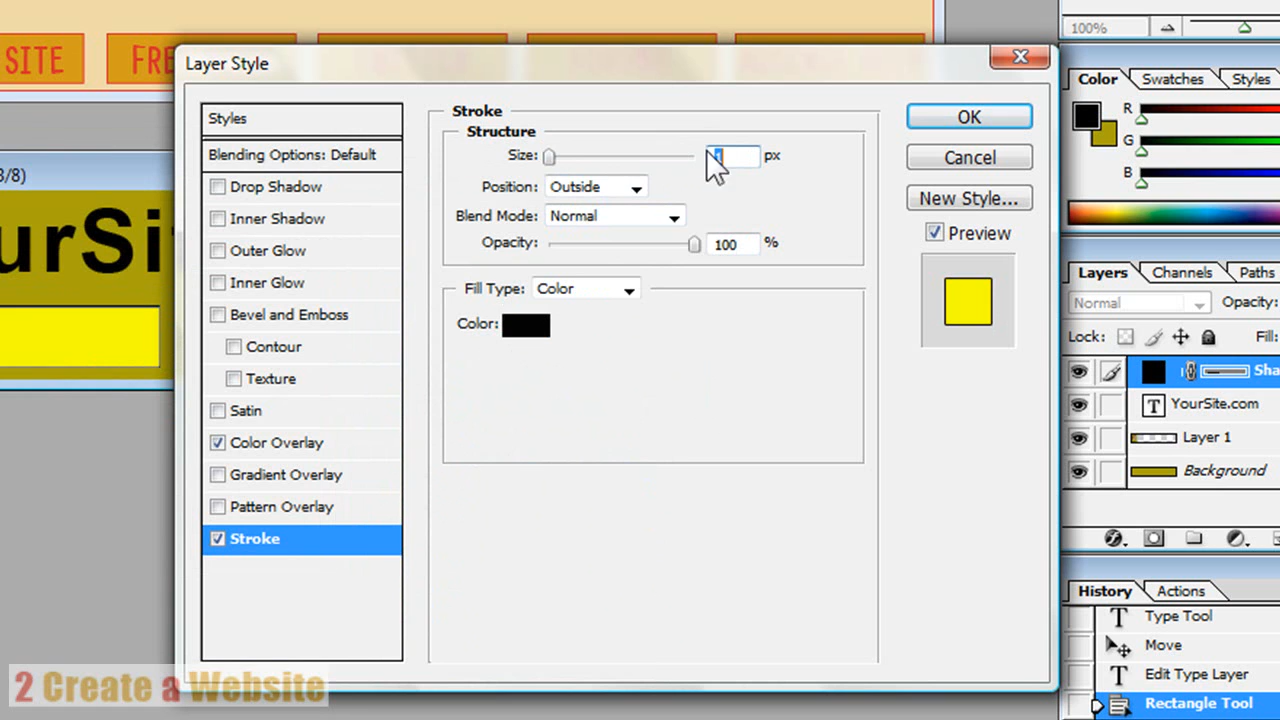 SITE
FRE
3/8)
urSi
Layer Style
Styles
Blending Options: Default
Drop Shadow
Inner Shadow
Outer Glow
Inner Glow
Bevel and Emboss
Contour
Texture
Satin
Color Overlay
Gradient Overlay
Pattern Overlay
Stroke
Stroke
Structure
Size:
px
Position: Outside
Blend Mode: Normal
Opacity: 100 %
Fill Type: Color
Color:
OK
Cancel
New Style...
Preview
100%
Color Swatches Styles
R
G
B
Layers Channels Paths
Normal Opacity:
Lock: Fill:
Sha
T YourSite.com
Layer 1
Background
History Actions
T Type Tool
Move
T Edit Type Layer
Rectangle Tool
2 Create a Website